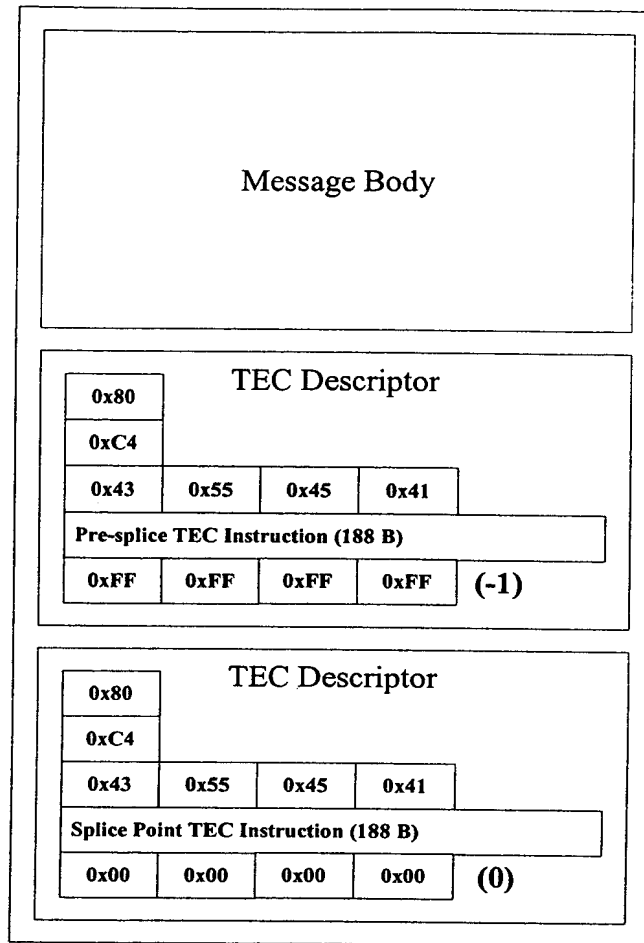 Message Body
TEC Descriptor
0x80
0xC4
0x43 0x55 0x45 0x41
Pre-splice TEC Instruction (188 B)
0xFF 0xFF 0xFF 0xFF (-1)
TEC Descriptor
0x80
0xC4
0x43 0x55 0x45 0x41
Splice Point TEC Instruction (188 B)
0x00 0x00 0x00 0x00 (0)